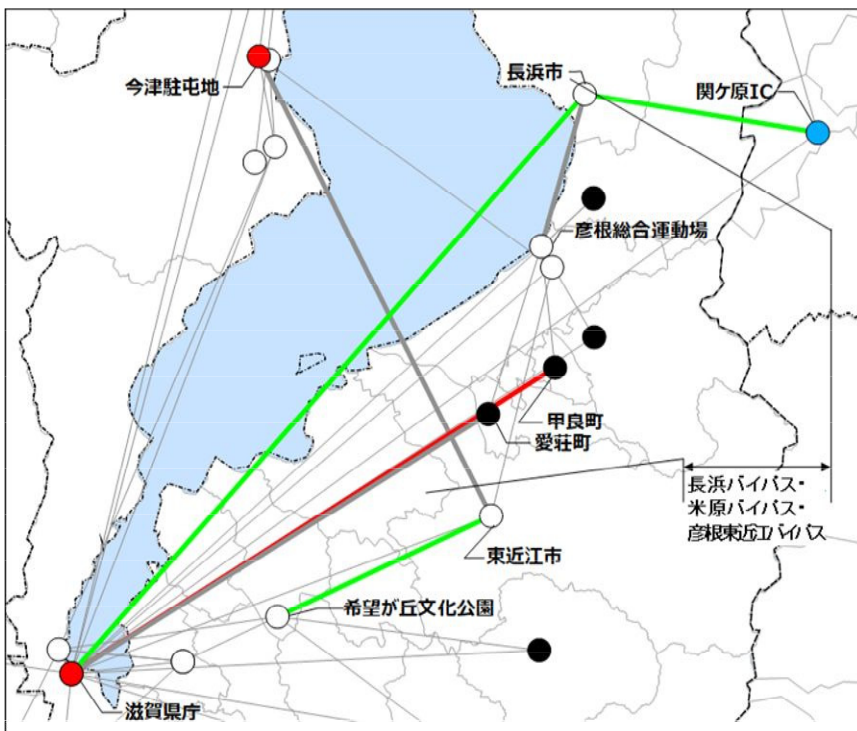 今津駐屯地
長浜市
関ケ原IC
彦根総合運動場
甲良町
愛荘町
長浜バイパス・
米原バイパス・
彦根東近江バイパス
東近江市
希望が丘文化公園
滋賀県庁